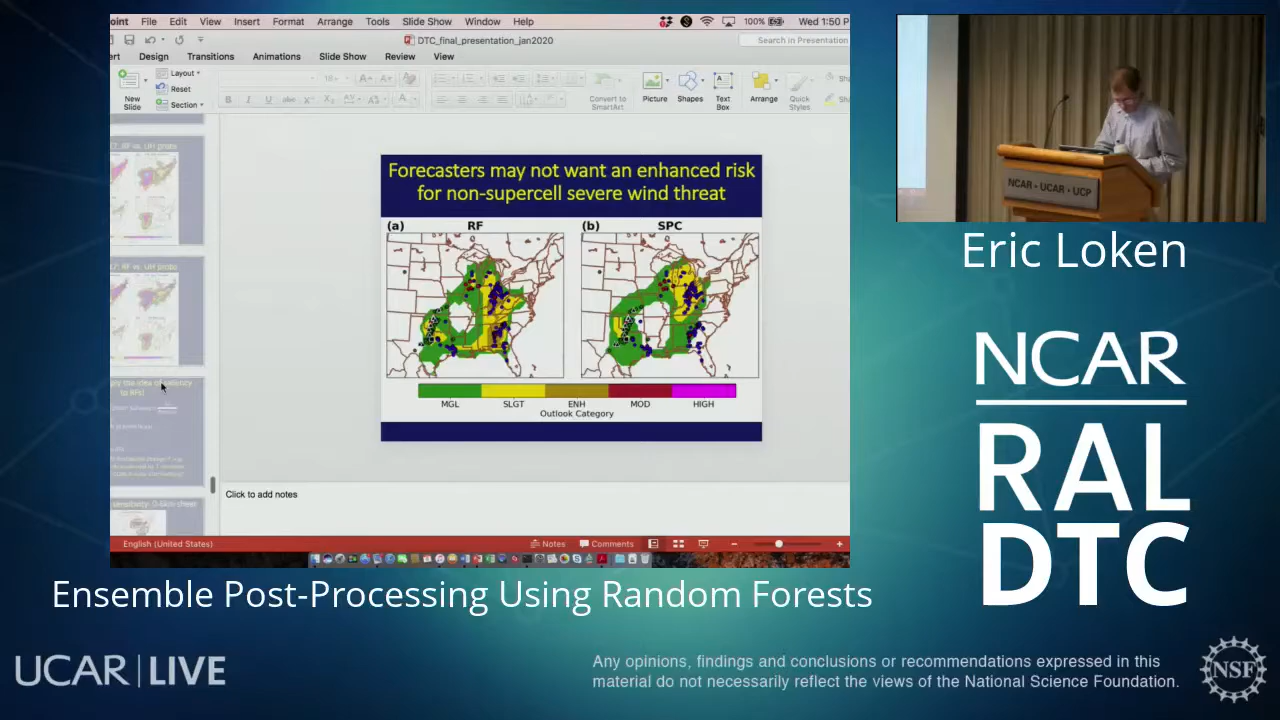 point File Edit View Insert Format Arrange Tools Slide Show Window Help 100% Wed 1:50 P
DTC_final_presentation_jan2020 Search in Presentation
ert Design Transitions Animations Slide Show Review View
New
Slide
Layout
Reset
Section
Convert to
SmartArt
Picture
Shapes
Text
Box
Arrange
Quick
Styles
Forecasters may not want an enhanced risk
for non-supercell severe wind threat
(a) RF (b) SPC
MGL SLGT ENH MOD HIGH
Outlook Category
Click to add notes
English (United States) Notes Comments
NCAR • UCAR • UCP
Eric Loken
NCAR
RAL
DTC
Ensemble Post-Processing Using Random Forests
UCAR | LIVE
Any opinions, findings and conclusions or recommendations expressed in this
material do not necessarily reflect the views of the National Science Foundation.
NSF